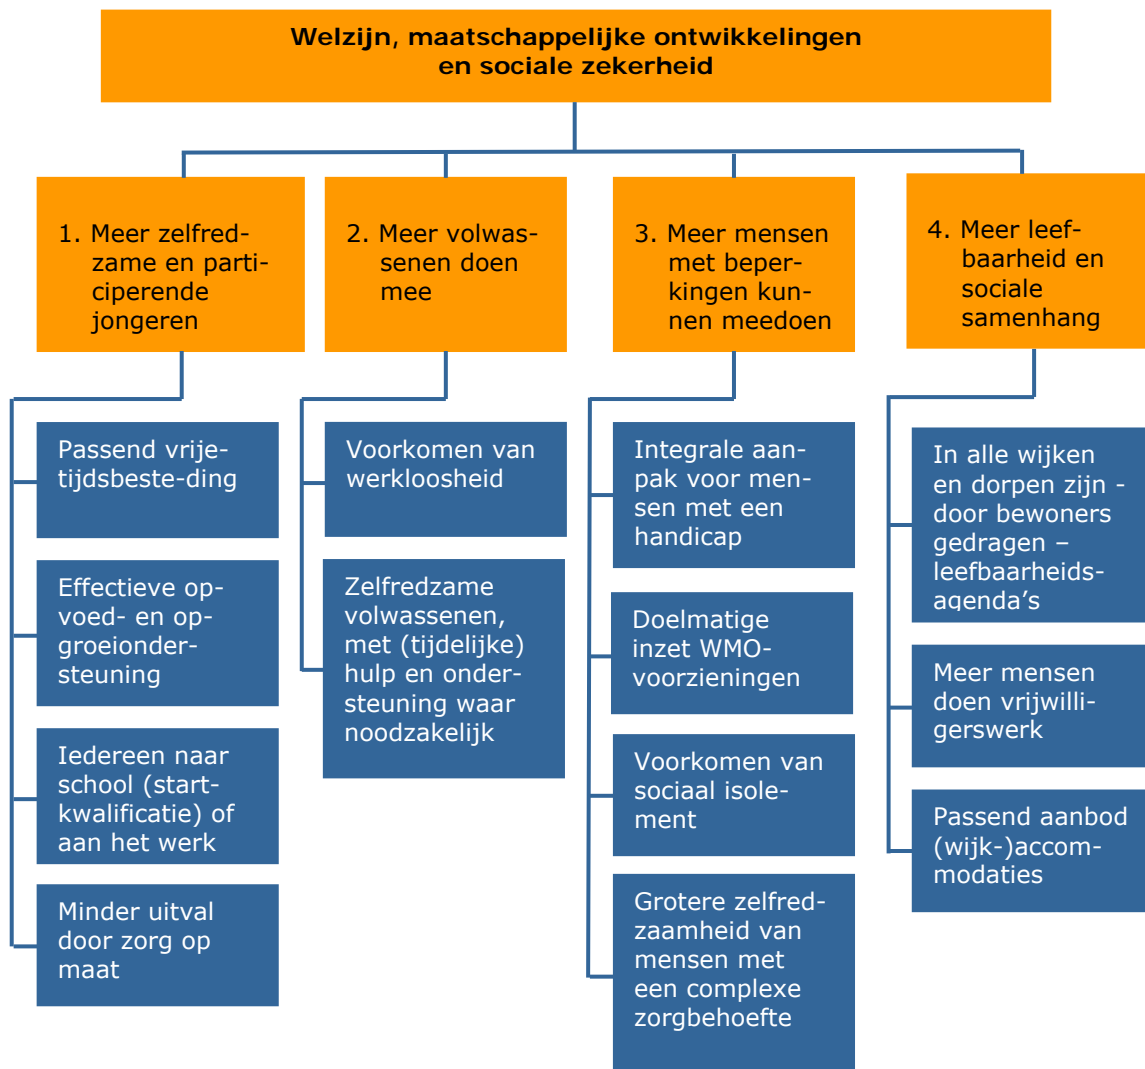 Welzijn, maatschappelijke ontwikkelingen
en sociale zekerheid
1. Meer zelfred-
zame en parti-
ciperende
jongeren
Passend vrije-
tijdsbeste-ding
Effectieve op-
voed- en op-
groeionder-
steuning
Iedereen naar
school (start-
kwalificatie) of
aan het werk
Minder uitval
door zorg op
maat
2. Meer volwas-
senen doen
mee
Voorkomen van
werkloosheid
Zelfredzame
volwassenen,
met (tijdelijke)
hulp en onder-
steuning waar
noodzakelijk
3. Meer mensen
met beper-
kingen kun-
nen meedoen
Integrale aan-
pak voor men-
sen met een
handicap
Doelmatige
inzet WMO-
voorzieningen
Voorkomen van
sociaal isole-
ment
Grotere zelfred-
zaamheid van
mensen met
een complexe
zorgbehoefte
4. Meer leef-
baarheid en
sociale
samenhang
In alle wijken
en dorpen zijn -
door bewoners
gedragen –
leefbaarheids-
agenda’s
Meer mensen
doen vrijwilli-
gerswerk
Passend aanbod
(wijk-)accom-
modaties